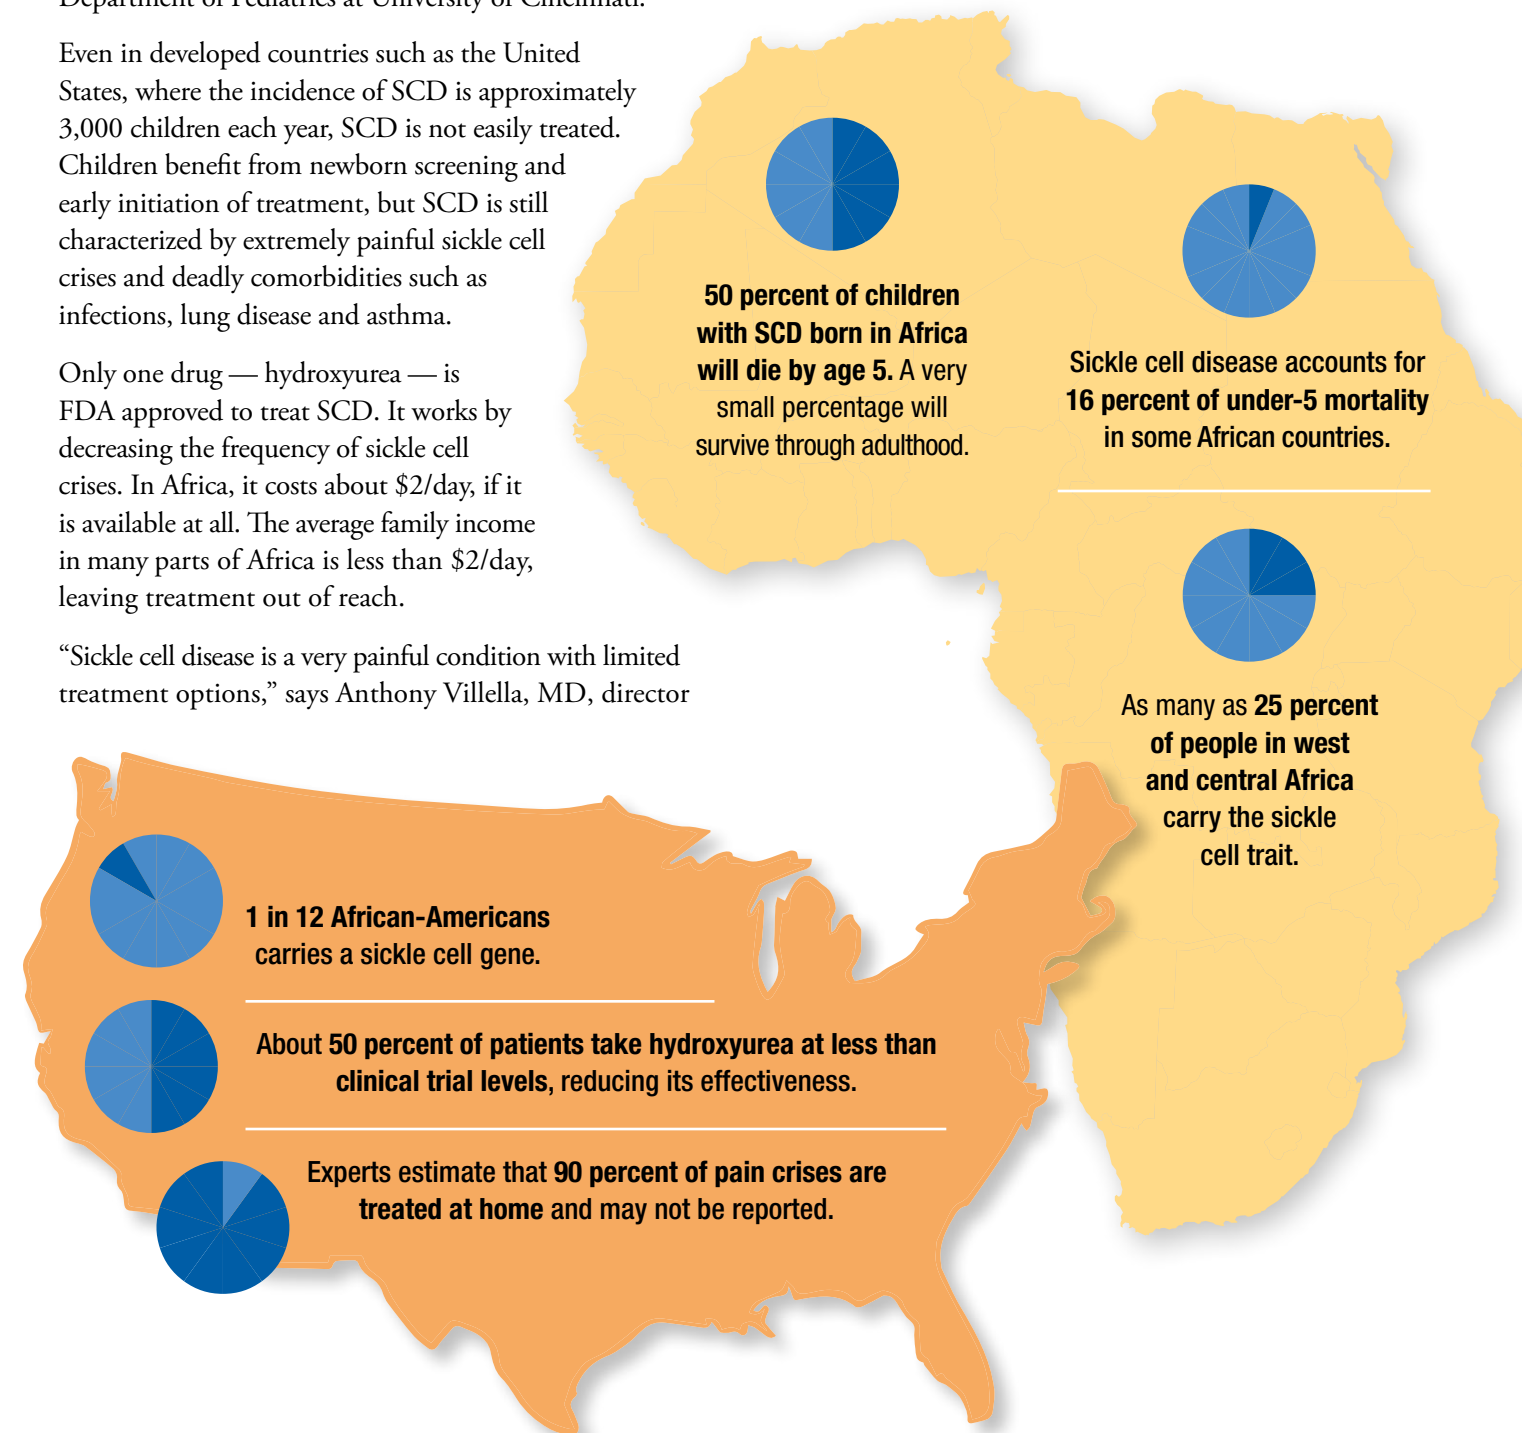 Department of Pediatrics at University of Cincinnati.
Even in developed countries such as the United
States, where the incidence of SCD is approximately
3,000 children each year, SCD is not easily treated.
Children benefit from newborn screening and
early initiation of treatment, but SCD is still
characterized by extremely painful sickle cell
crises and deadly comorbidities such as
infections, lung disease and asthma.
Only one drug — hydroxyurea — is
FDA approved to treat SCD. It works by
decreasing the frequency of sickle cell
crises. In Africa, it costs about $2/day, if it
is available at all. The average family income
in many parts of Africa is less than $2/day,
leaving treatment out of reach.
“Sickle cell disease is a very painful condition with limited
treatment options,” says Anthony Villella, MD, director
50 percent of children
with SCD born in Africa
will die by age 5. A very
small percentage will
survive through adulthood.
Sickle cell disease accounts for
16 percent of under-5 mortality
in some African countries.
As many as 25 percent
of people in west
and central Africa
carry the sickle
cell trait.
1 in 12 African-Americans
carries a sickle cell gene.
About 50 percent of patients take hydroxyurea at less than
clinical trial levels, reducing its effectiveness.
Experts estimate that 90 percent of pain crises are
treated at home and may not be reported.